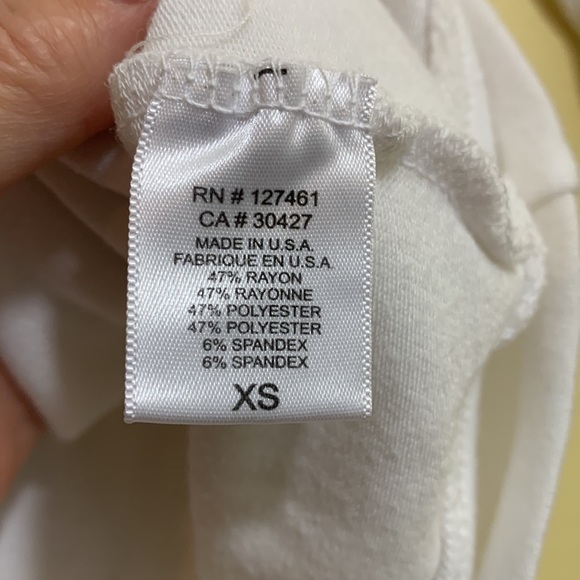 RN # 127461
CA # 30427
MADE IN U.S.A.
FABRIQUE EN U.S.A
47% RAYON
47% RAYONNE
47% POLYESTER
47% POLYESTER
6% SPANDEX
6% SPANDEX
XS